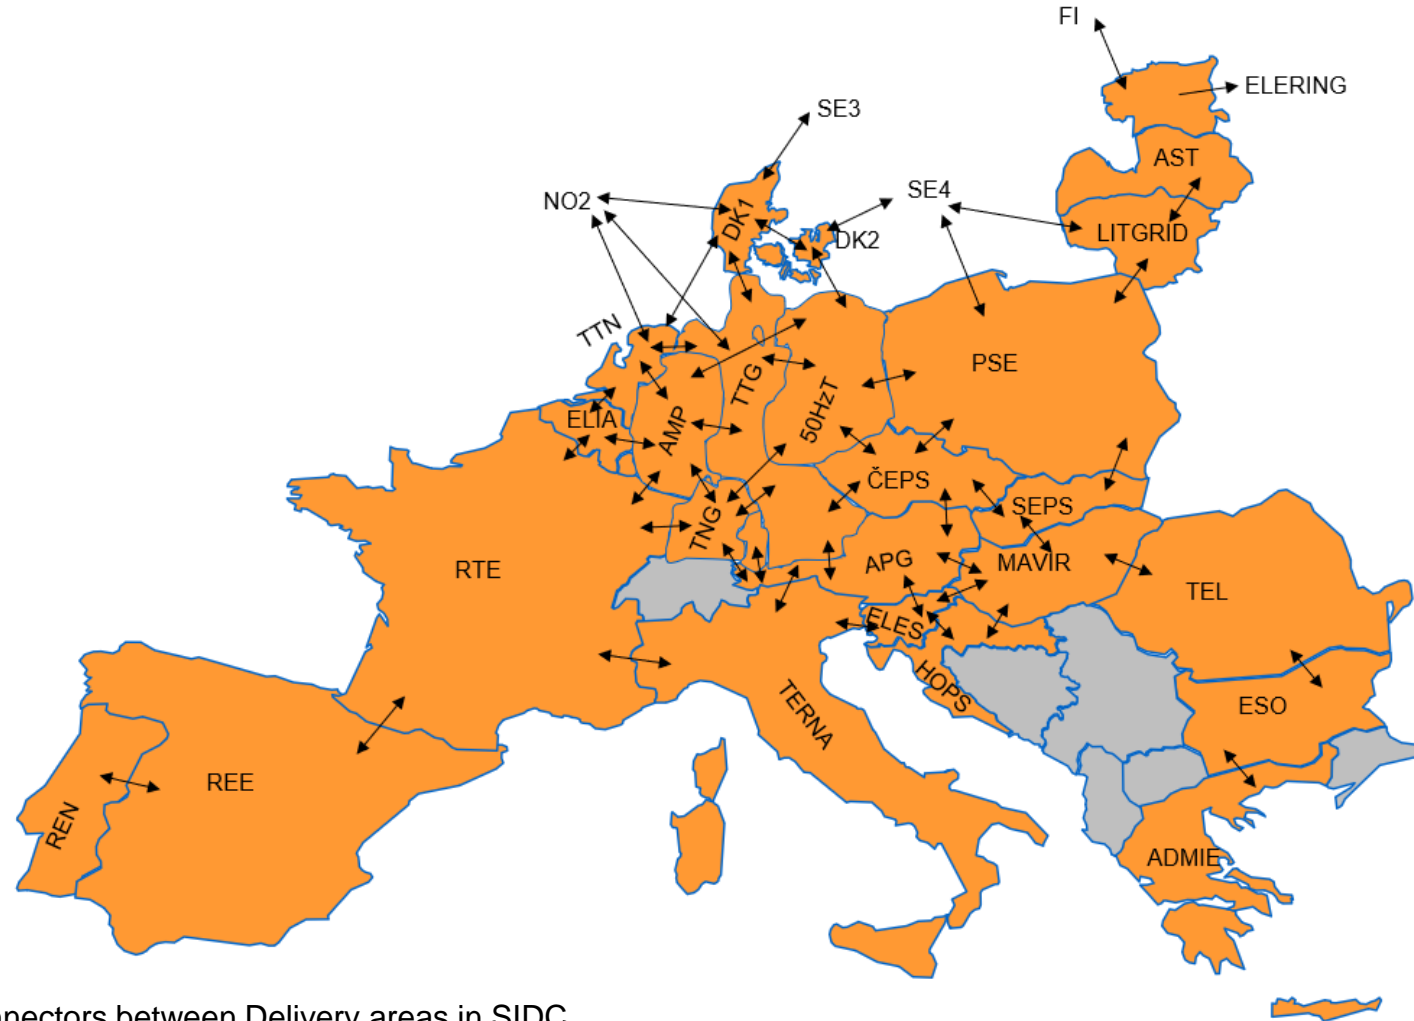 FI
ELERING
SE3
AST
SE4
NO2
DK1
LITGRID
DK2
TTN
PSE
TTG
50HzT
ELIA
AMP
ČEPS
SEPS
TNG
APG
MAVIR
RTE
TEL
ELES
HOPS
TERNA
ESO
REE
REN
ADMIE
between Delivery areas in SIDC